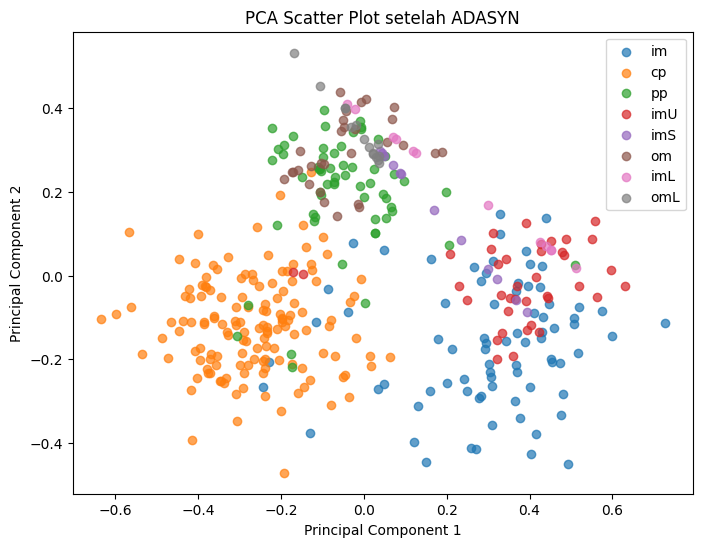 PCA Scatter Plot setelah ADASYN
im
cp
pp
imU
imS
om
imL
omL
0.4
0.2
0.0
−0.2
−0.4
Principal Component 2
−0.6 −0.4 −0.2 0.0 0.2 0.4 0.6
Principal Component 1